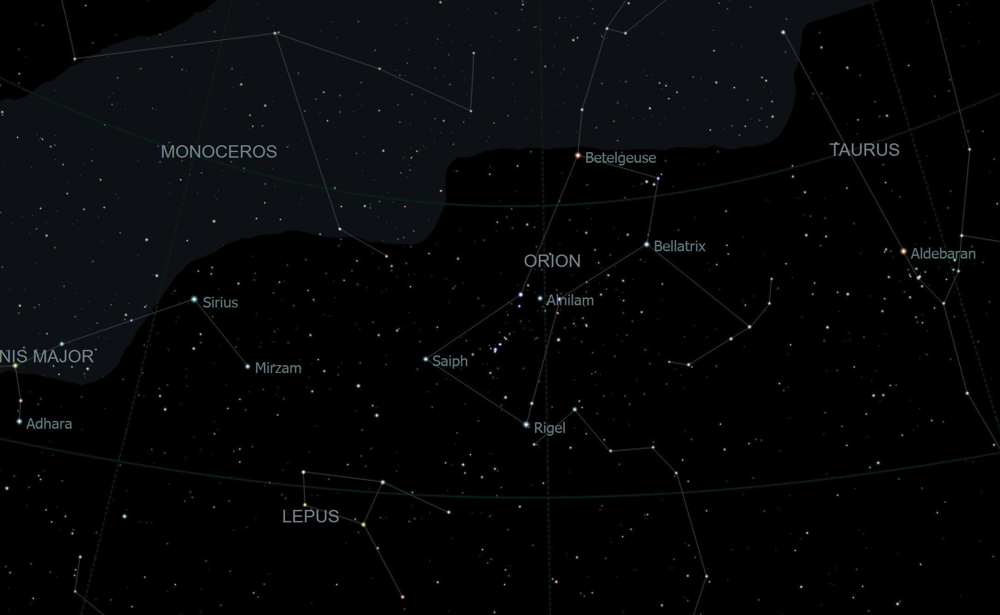 MONOCEROS
TAURUS
Betelgeuse
Bellatrix
Aldebaran
ORION
Alnilam
Sirius
NIS MAJOR
Saiph
Mirzam
Adhara
Rigel
LEPUS